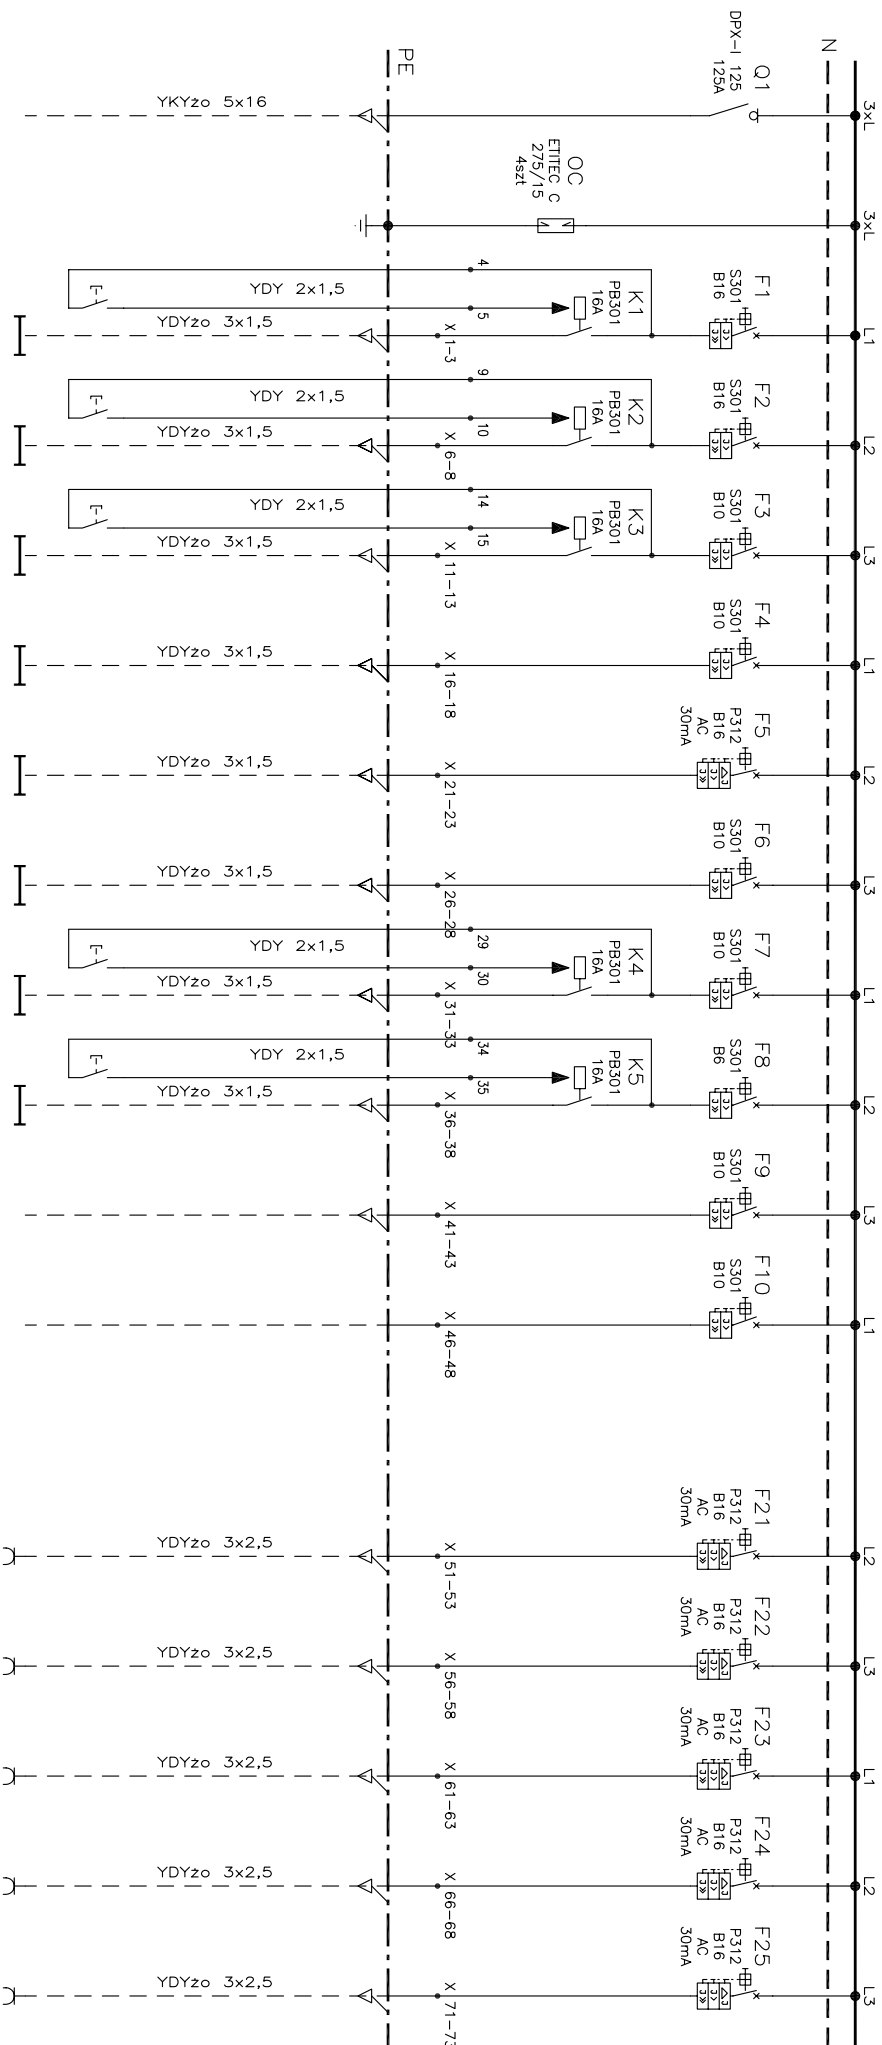 N
PE
3xL
Q1
DPX-I 125
125A
YKYżo 5x16
3xL
OC
ETITEC C
275/15
4szt
L1
F1
S301
B16
K1
PB301
16A
4
5
X 1-3
YDY 2x1,5
YDYżo 3x1,5
L2
F2
S301
B16
K2
PB301
16A
9
10
X 6-8
YDY 2x1,5
YDYżo 3x1,5
L3
F3
S301
B10
K3
PB301
16A
14
15
X 11-13
YDY 2x1,5
YDYżo 3x1,5
L1
F4
S301
B10
X 16-18
YDYżo 3x1,5
L2
F5
P312
B16
AC
30mA
X 21-23
YDYżo 3x1,5
L3
F6
S301
B10
X 26-28
YDYżo 3x1,5
L1
F7
S301
B10
K4
PB301
16A
29
30
X 31-33
YDY 2x1,5
YDYżo 3x1,5
L2
F8
S301
B6
K5
PB301
16A
34
35
X 36-38
YDY 2x1,5
YDYżo 3x1,5
L3
F9
S301
B10
X 41-43
L1
F10
S301
B10
X 46-48
L2
F21
P312
B16
AC
30mA
X 51-53
YDYżo 3x2,5
L3
F22
P312
B16
AC
30mA
X 56-58
YDYżo 3x2,5
L1
F23
P312
B16
AC
30mA
X 61-63
YDYżo 3x2,5
L2
F24
P312
B16
AC
30mA
X 66-68
YDYżo 3x2,5
L3
F25
P312
B16
AC
30mA
X 71-73
YDYżo 3x2,5